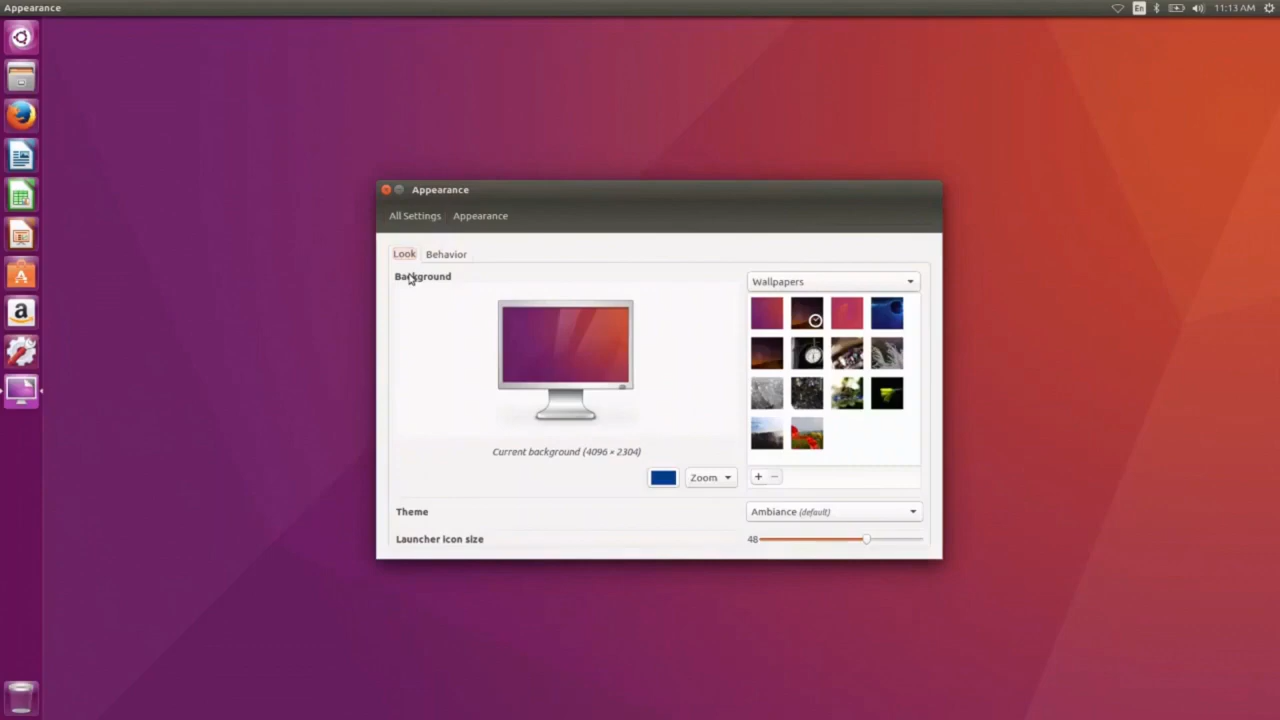 Appearance
En
11:13 AM
Appearance
All Settings Appearance
Look Behavior
Background
Wallpapers
Current background (4096 × 2304)
Zoom
Theme
Ambiance (default)
Launcher icon size
48